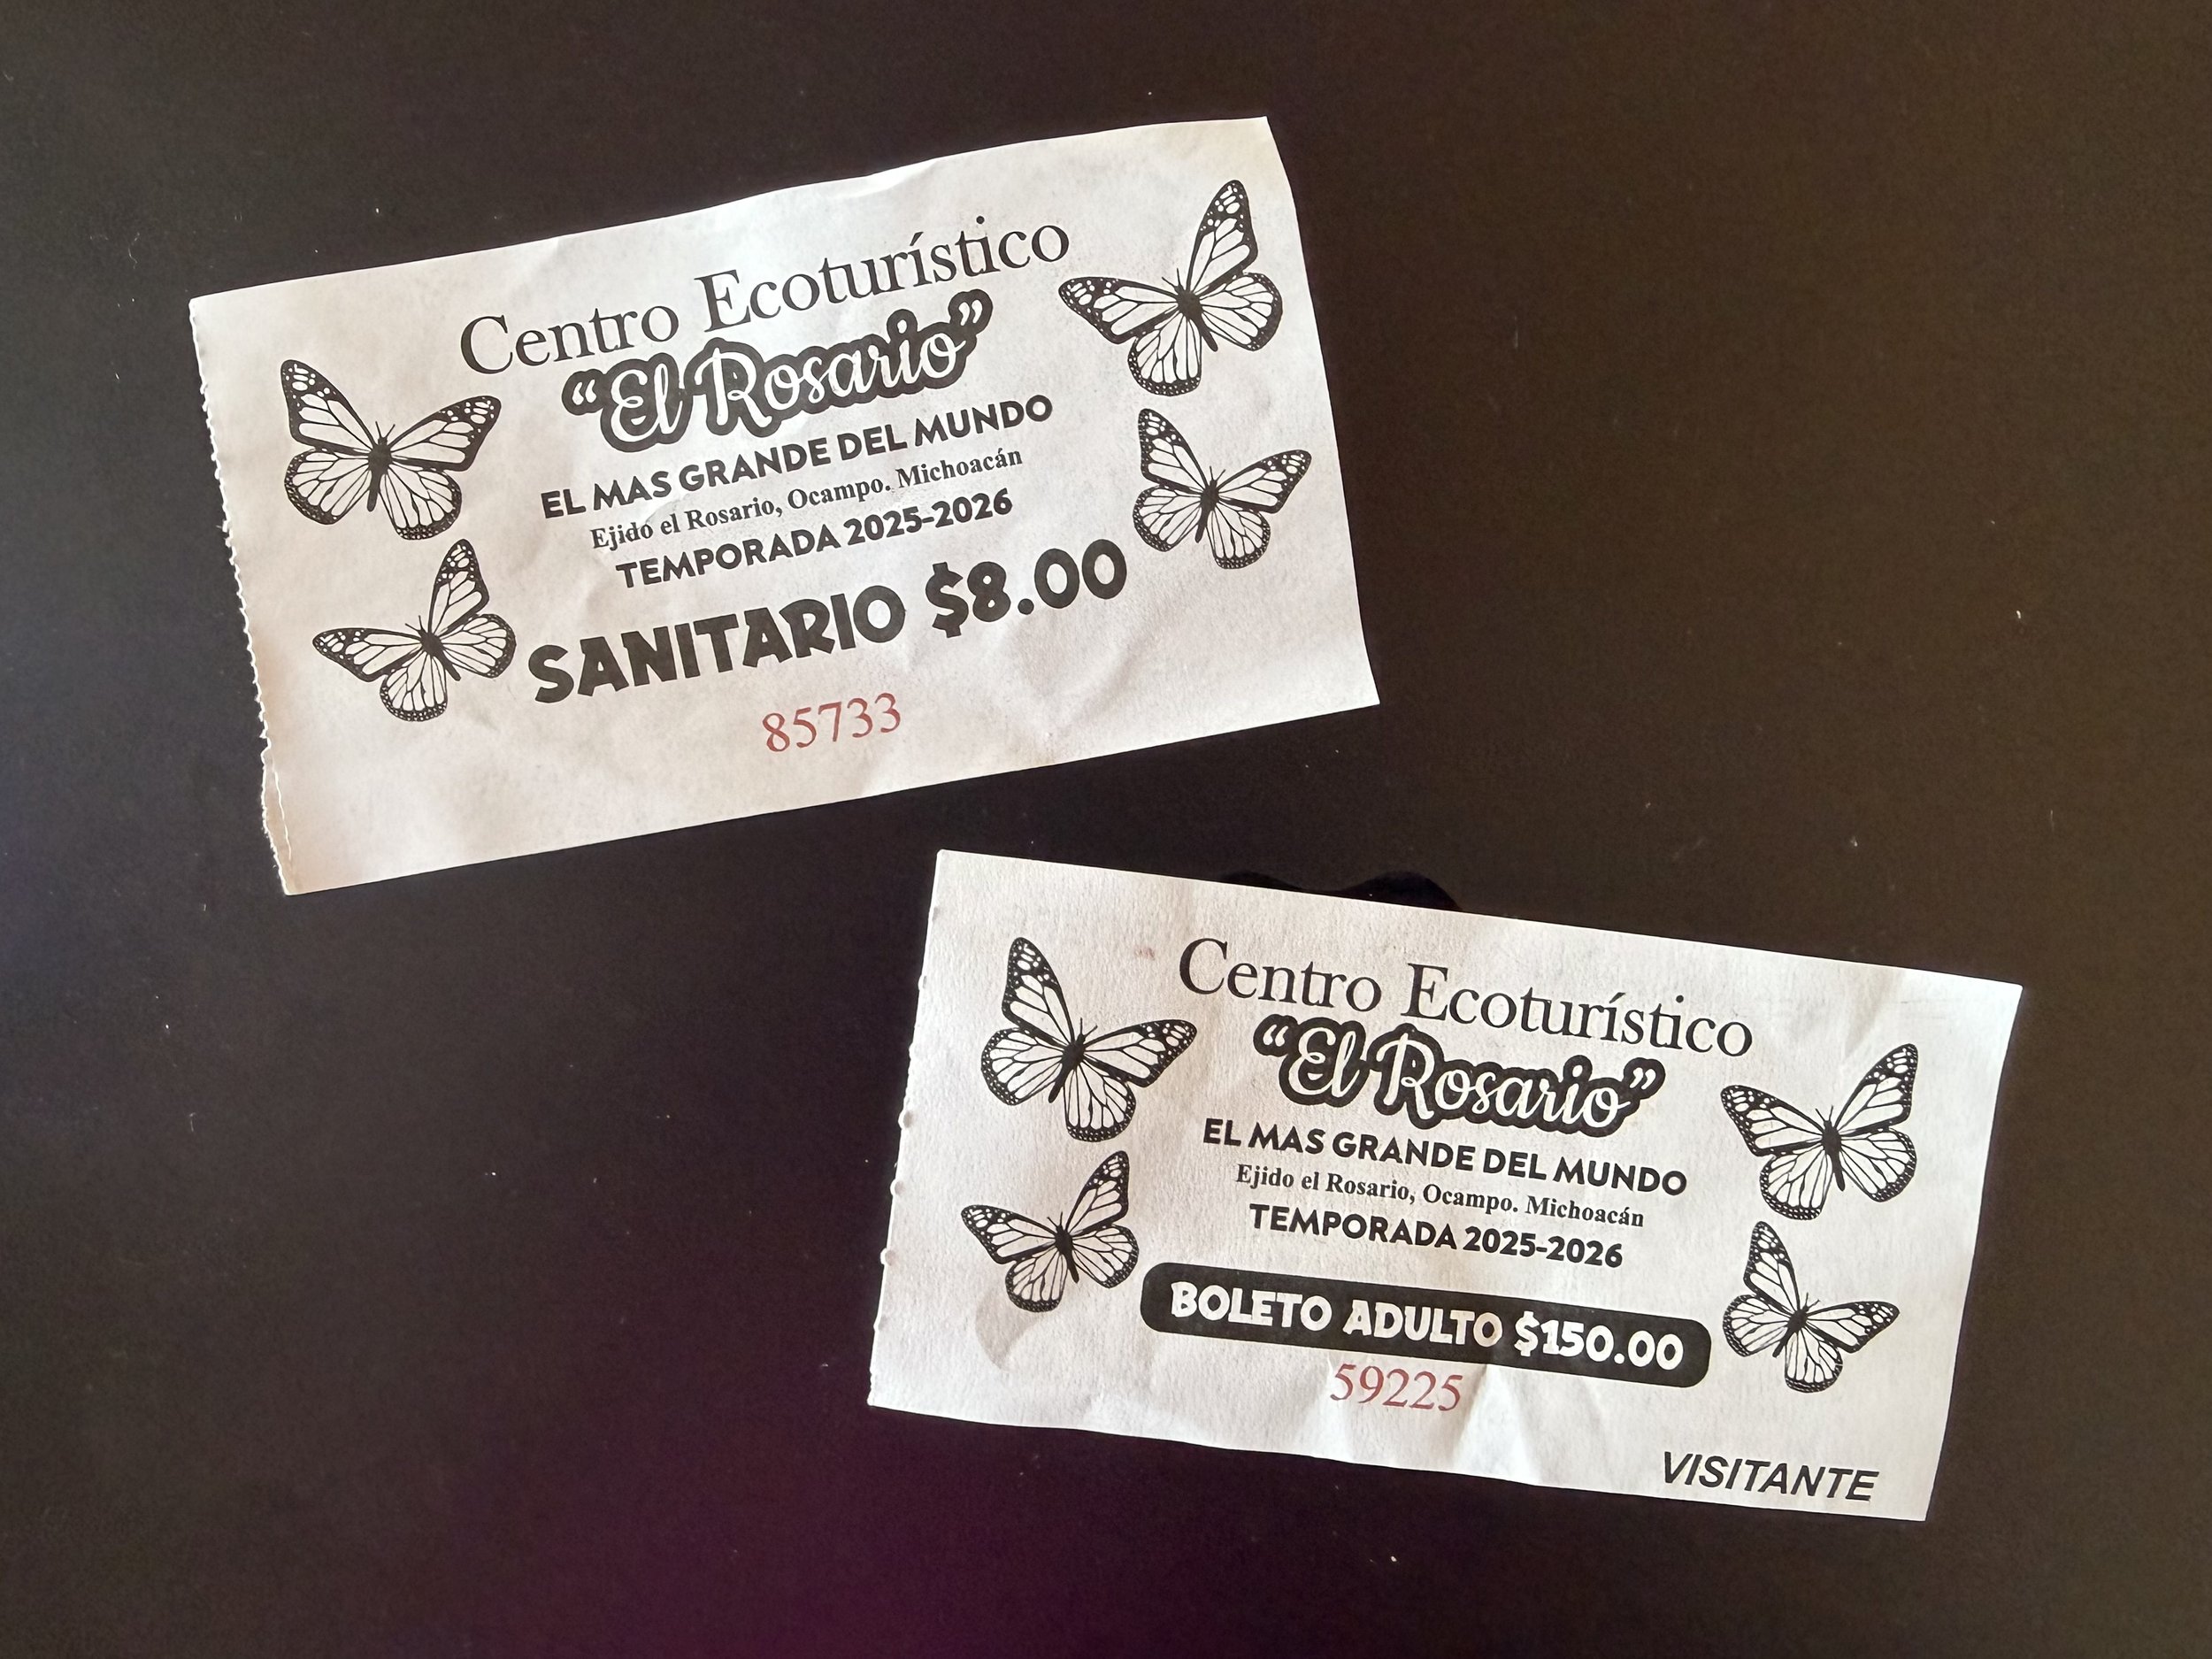 Centro Ecoturístico
“El Rosario”
EL MAS GRANDE DEL MUNDO
Ejido el Rosario, Ocampo. Michoacán
TEMPORADA 2025-2026
SANITARIO $8.00
85733
Centro Ecoturístico
“El Rosario”
EL MAS GRANDE DEL MUNDO
Ejido el Rosario, Ocampo. Michoacán
TEMPORADA 2025-2026
BOLETO ADULTO $150.00
59225
VISITANTE